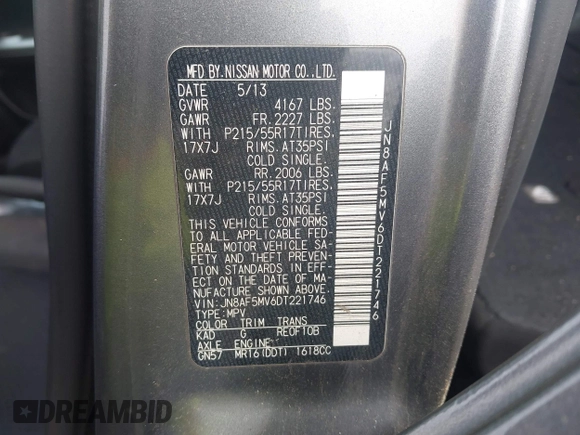 MFD BY NISSAN MOTOR CO.,LTD.
DATE 5/13
GVWR 4167 LBS.
GAWR FR. 2227 LBS.
WITH P215/55R17TIRES,
17X7J RIMS. AT35PSI
COLD SINGLE.
GAWR RR. 2006 LBS.
WITH P215/55R17TIRES,
17X7J RIMS. AT35PSI
COLD SINGLE.
THIS VEHICLE CONFORMS
TO ALL APPLICABLE FED-
ERAL MOTOR VEHICLE SA-
FETY AND THEFT PREVEN-
TION STANDARDS IN EFF-
ECT ON THE DATE OF MA-
NUFACTURE SHOWN ABOVE.
VIN:JN8AF5MV6DT221746
TYPE:MPV
COLOR TRIM TRANS
KAD G RE0F10B
AXLE ENGINE
GN57 MR16(DDT) 1618CC
JN8AF5MV6DT221746
DREAMBID